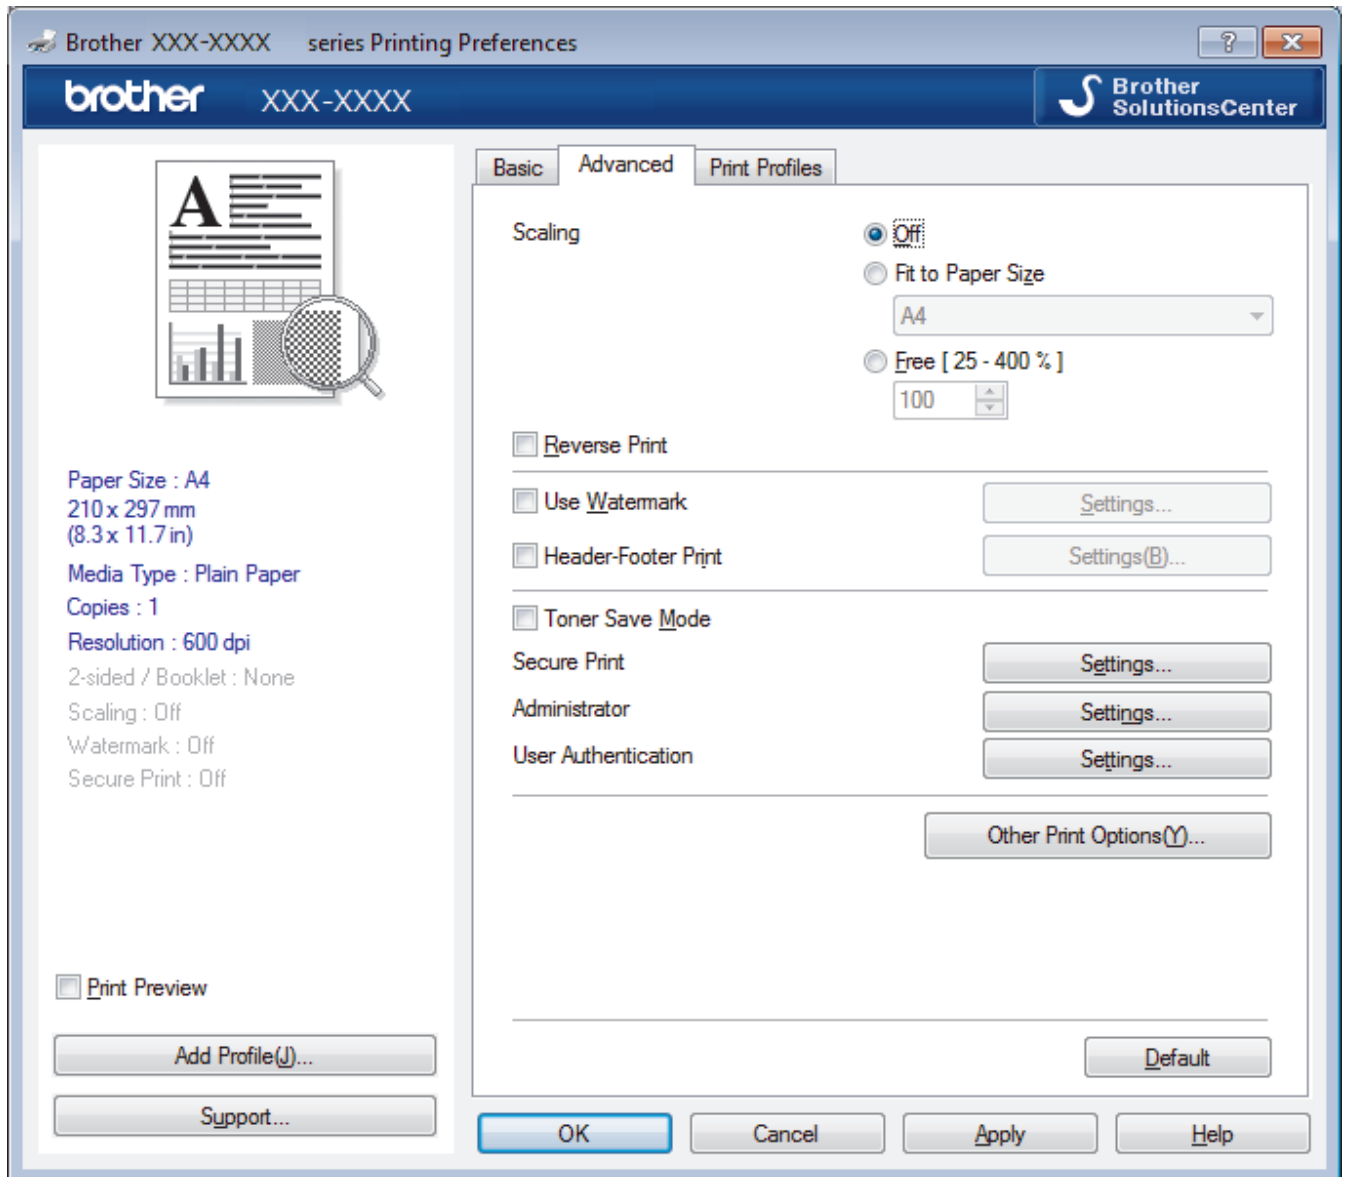 Brother XXX-XXXX series Printing Preferences
brother XXX-XXXX
Brother
SolutionsCenter
A
Paper Size : A4
210 x 297 mm
(8.3 x 11.7 in)
Media Type : Plain Paper
Copies : 1
Resolution : 600 dpi
2-sided / Booklet : None
Scaling : Off
Watermark : Off
Secure Print : Off
Print Preview
Add Profile(J)...
Support...
Basic
Advanced
Print Profiles
Scaling
Off
Fit to Paper Size
A4
Free [ 25 - 400 % ]
100
Reverse Print
Use Watermark
Settings...
Header-Footer Print
Settings(B)...
Toner Save Mode
Secure Print
Settings...
Administrator
Settings...
User Authentication
Settings...
Other Print Options(Y)...
Default
OK
Cancel
Apply
Help